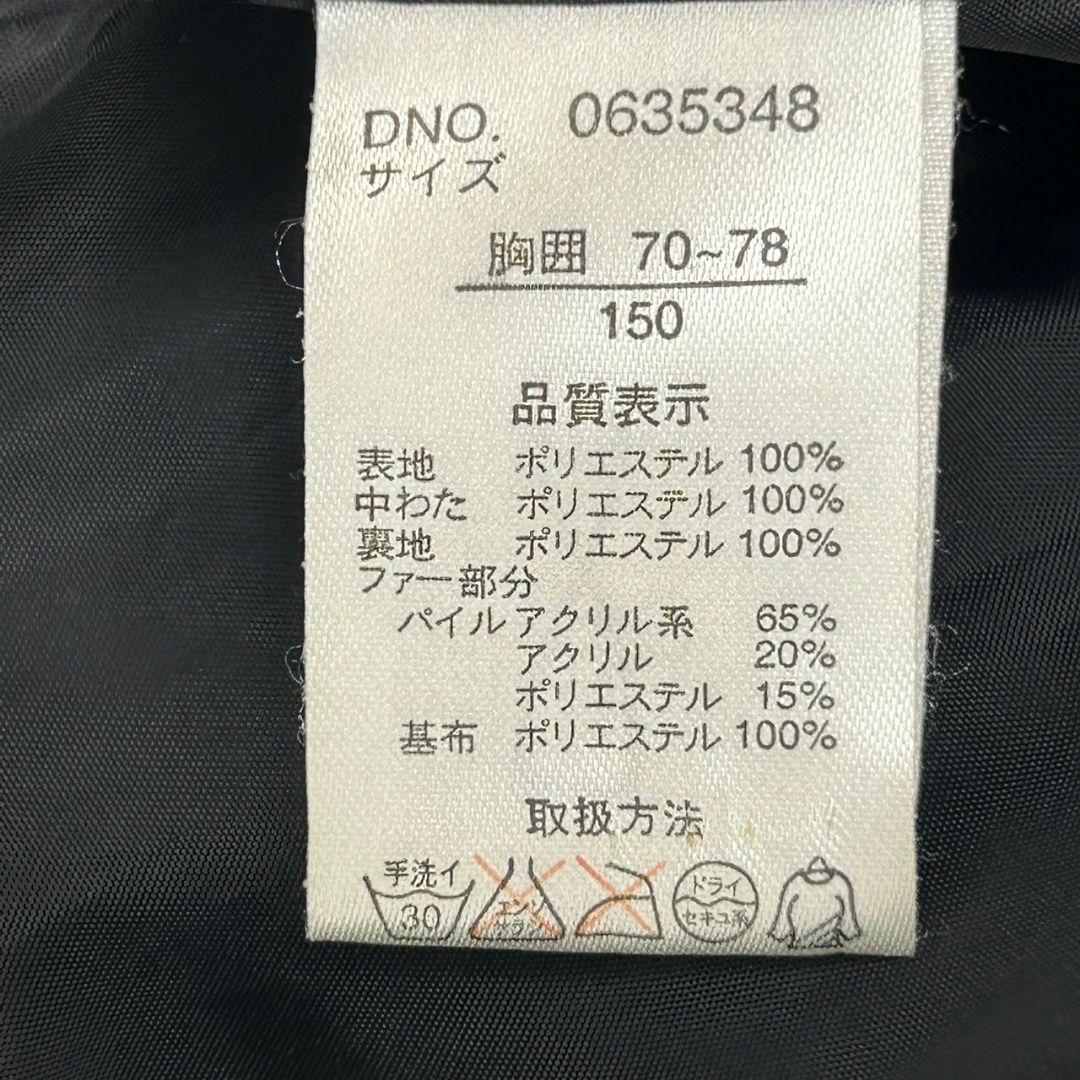 DNO. 0635348
サイズ
胸囲 70~78
150
品質表示
表地 ポリエステル 100%
中わた ポリエステル 100%
裏地 ポリエステル 100%
ファー部分
パイル アクリル系 65%
アクリル 20%
ポリエステル 15%
基布 ポリエステル 100%
取扱方法
手洗イ 30
エンソサラシ
ドライ
セキユ系